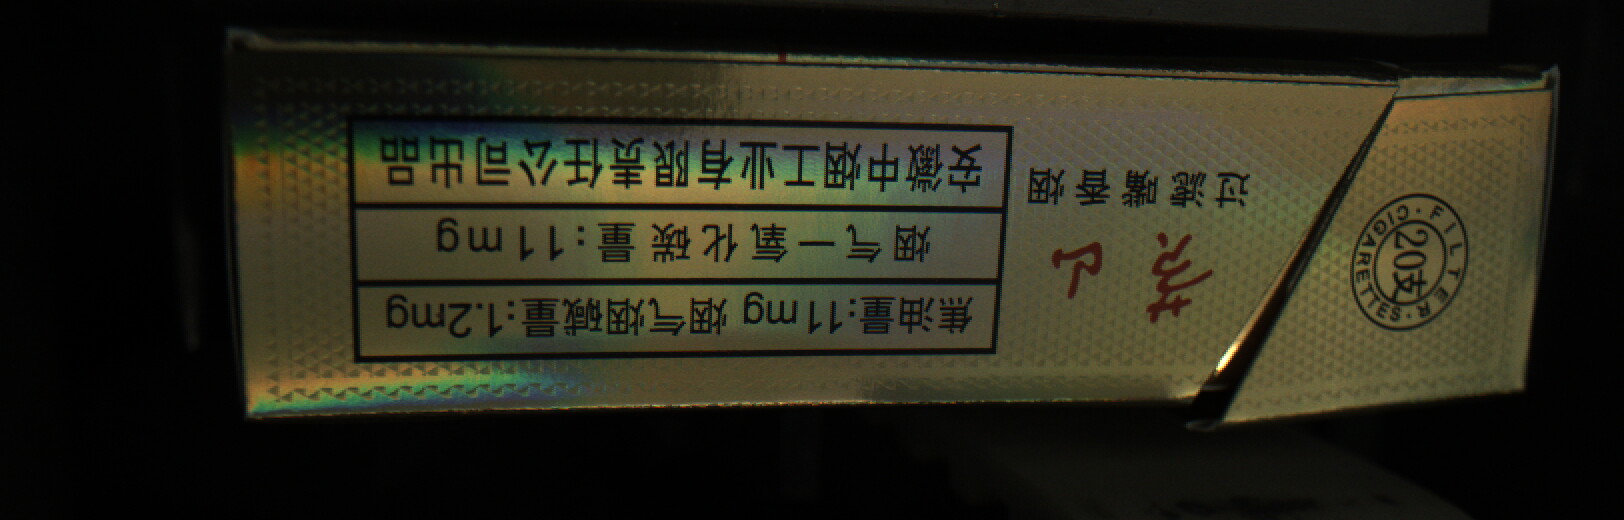 FILTER·CIGARETTES·
20支
黄山
过滤嘴香烟
焦油量:11mg 烟气烟碱量:1.2mg
烟气一氧化碳量:11mg
安徽中烟工业有限责任公司出品